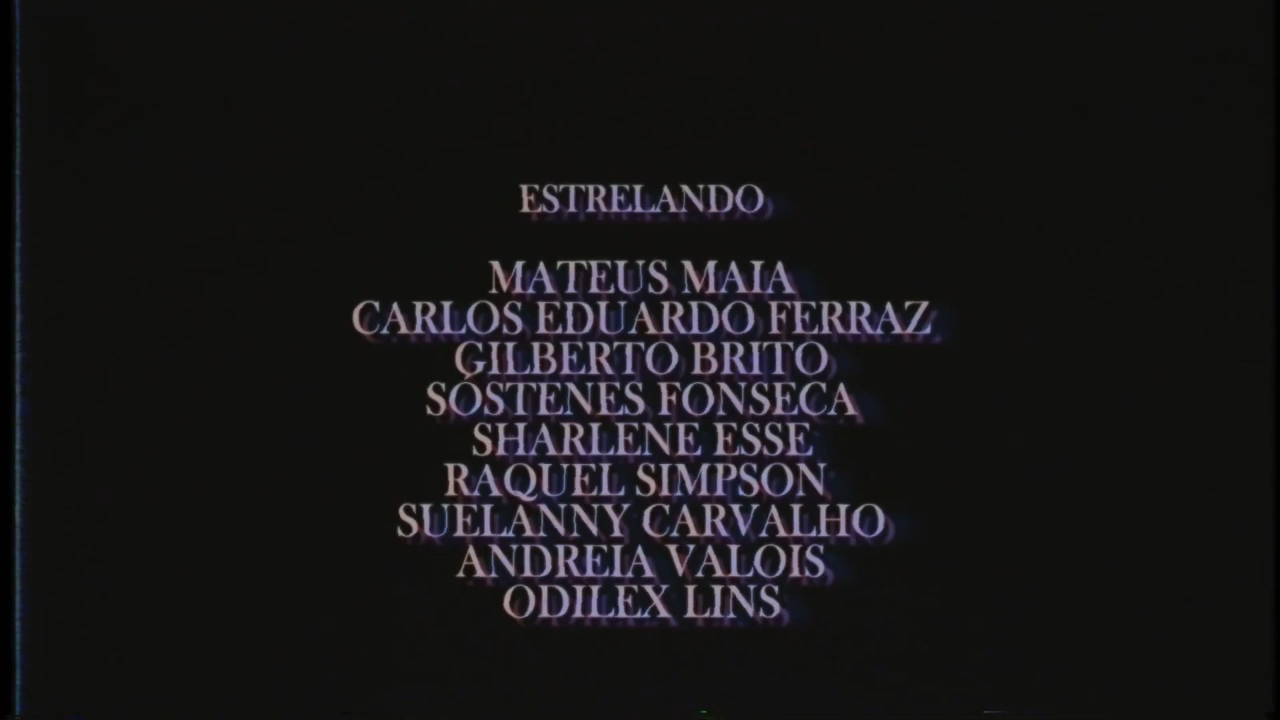 ESTRELANDO
MATEUS MAIA
CARLOS EDUARDO FERRAZ
GILBERTO BRITO
SÓSTENES FONSECA
SHARLENE ESSE
RAQUEL SIMPSON
SUELANNY CARVALHO
ANDREIA VALOIS
ODILEX LINS